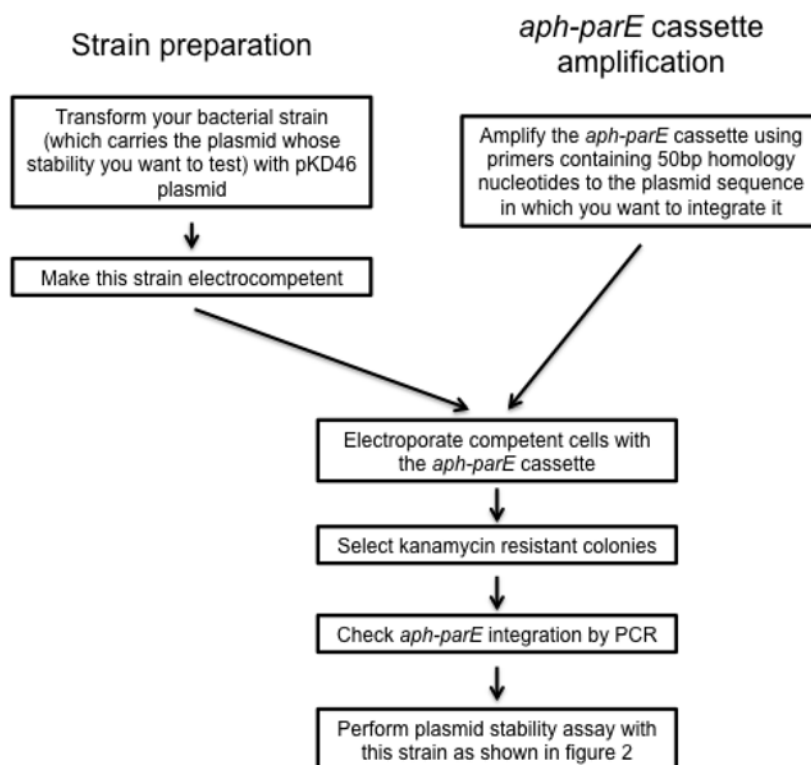 Strain preparation
Transform your bacterial strain
(which carries the plasmid whose
stability you want to test) with pKD46
plasmid
Make this strain electrocompetent
aph-parE cassette
amplification
Amplify the aph-parE cassette using
primers containing 50bp homology
nucleotides to the plasmid sequence
in which you want to integrate it
Electroporate competent cells with
the aph-parE cassette
Select kanamycin resistant colonies
Check aph-parE integration by PCR
Perform plasmid stability assay with
this strain as shown in figure 2